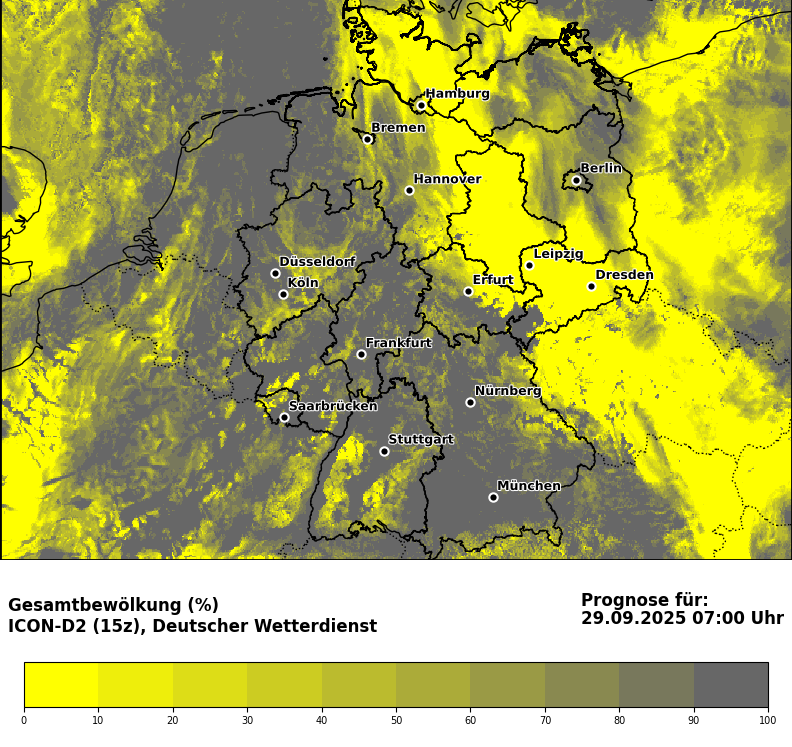 Hamburg
Bremen
Berlin
Hannover
Leipzig
Düsseldorf
Dresden
Erfurt
Köln
Frankfurt
Nürnberg
Saarbrücken
Stuttgart
München
Gesamtbewölkung (%)
ICON-D2 (15z), Deutscher Wetterdienst
Prognose für:
29.09.2025 07:00 Uhr
0 10 20 30 40 50 60 70 80 90 100